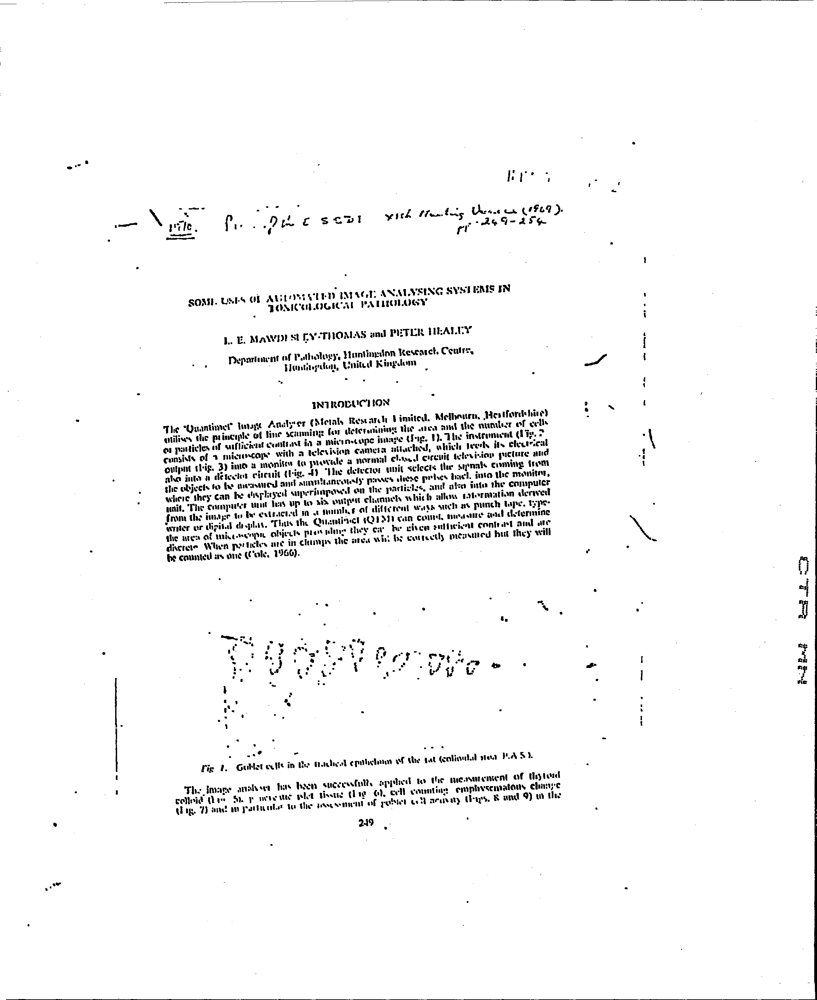 1970.
XIth Meeting (1969).
pp. 249-254
SOME USES OF AUTOMATED IMAGE ANALYSING SYSTEMS IN
TOXICOLOGICAL PATHOLOGY
L. E. MAWDESLEY-THOMAS and PETER HEALEY
Department of Pathology, Huntingdon Research Centre,
Huntingdon, United Kingdom
INTRODUCTION
The 'Quantimet' Image Analyser (Metals Research Limited, Melbourn, Hertfordshire)
utilises the principle of line scanning for determining the area and the number of cells
or particles of sufficient contrast in a microscope image (Fig. 1). The instrument (Fig. 2
consists of a microscope with a television camera attached, which feeds its electrical
output (Fig. 3) into a monitor to provide a normal closed circuit television picture and
also into a detector circuit (Fig. 4). The detector unit selects the signals coming from
the objects to be measured and simultaneously passes these pulses back into the monitor,
where they can be displayed superimposed on the particles, and also into the computer
unit. The computer unit has up to six output channels which allow information derived
from the image to be extracted in a number of different ways such as punch tape, type-
writer or digital display. Thus the Quantimet (QTM) can count, measure and determine
the area of microscopic objects providing they can be given sufficient contrast and are
discrete. When particles are in clumps the area will be correctly measured but they will
be counted as one (Cole, 1966).
CTR MN
Fig 1. Goblet cells in the tracheal epithelium of the rat (colloidal iron P.A.S.).
The image analyser has been successfully applied to the measurement of thyroid
colloid (Fig. 5), pancreatic islet tissue (Fig 6), cell counting emphysematous change
(Fig. 7) and in particular to the assessment of goblet cell activity (Figs. 8 and 9) in the
249